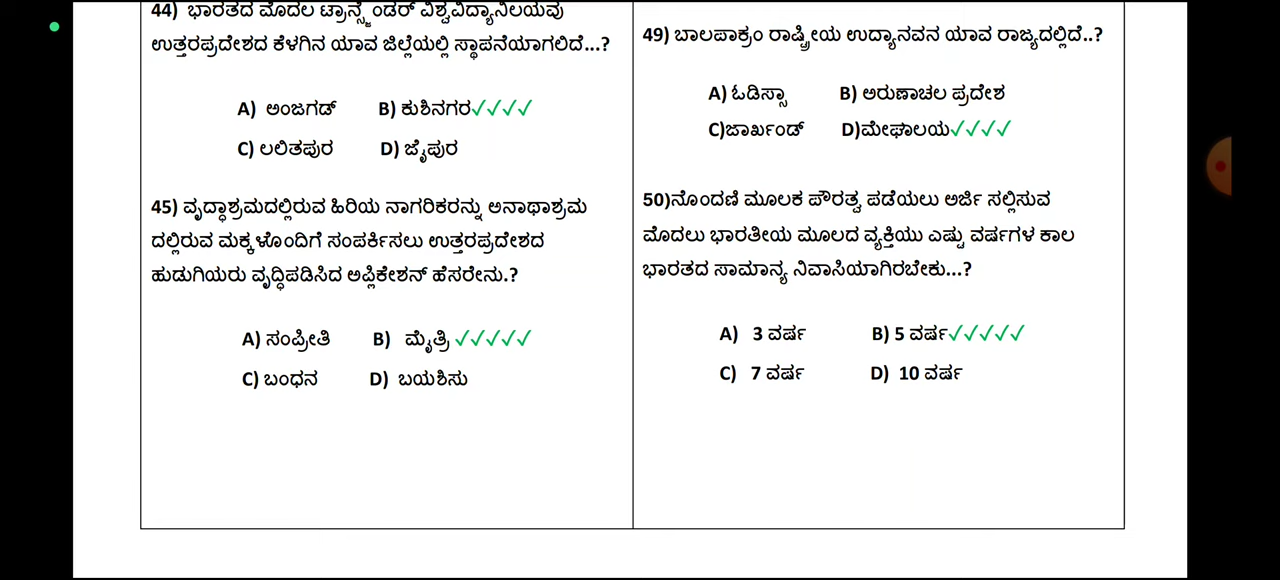 44) ಭಾರತದ ಮೊದಲ ಟ್ರಾನ್ಸ್ಜೆಂಡರ್ ವಿಶ್ವವಿದ್ಯಾನಿಲಯವು
ಉತ್ತರಪ್ರದೇಶದ ಕೆಳಗಿನ ಯಾವ ಜಿಲ್ಲೆಯಲ್ಲಿ ಸ್ಥಾಪನೆಯಾಗಲಿದೆ...?
A) ಅಂಜಗಡ್ B) ಕುಶಿನಗರ✓✓✓✓
C) ಲಲಿತಪುರ D) ಜೈಪುರ
45) ವೃದ್ಧಾಶ್ರಮದಲ್ಲಿರುವ ಹಿರಿಯ ನಾಗರಿಕರನ್ನು ಅನಾಥಾಶ್ರಮ
ದಲ್ಲಿರುವ ಮಕ್ಕಳೊಂದಿಗೆ ಸಂಪರ್ಕಿಸಲು ಉತ್ತರಪ್ರದೇಶದ
ಹುಡುಗಿಯರು ವೃಧ್ಧಿಪಡಿಸಿದ ಅಪ್ಲಿಕೇಶನ್ ಹೆಸರೇನು.?
A) ಸಂಪ್ರೀತಿ B) ಮೈತ್ರಿ ✓✓✓✓✓
C) ಬಂಧನ D) ಬಯಶಿಸು
49) ಬಾಲಪಾಕ್ರಂ ರಾಷ್ಟ್ರೀಯ ಉದ್ಯಾನವನ ಯಾವ ರಾಜ್ಯದಲ್ಲಿದೆ..?
A) ಓಡಿಸ್ಸಾ B) ಅರುಣಾಚಲ ಪ್ರದೇಶ
C)ಜಾರ್ಖಂಡ್ D)ಮೇಘಾಲಯ✓✓✓✓
50)ನೊಂದಣಿ ಮೂಲಕ ಪೌರತ್ವ ಪಡೆಯಲು ಅರ್ಜಿ ಸಲ್ಲಿಸುವ
ಮೊದಲು ಭಾರತೀಯ ಮೂಲದ ವ್ಯಕ್ತಿಯು ಎಷ್ಟು ವರ್ಷಗಳ ಕಾಲ
ಭಾರತದ ಸಾಮಾನ್ಯ ನಿವಾಸಿಯಾಗಿರಬೇಕು...?
A) 3 ವರ್ಷ B) 5 ವರ್ಷ✓✓✓✓✓
C) 7 ವರ್ಷ D) 10 ವರ್ಷ